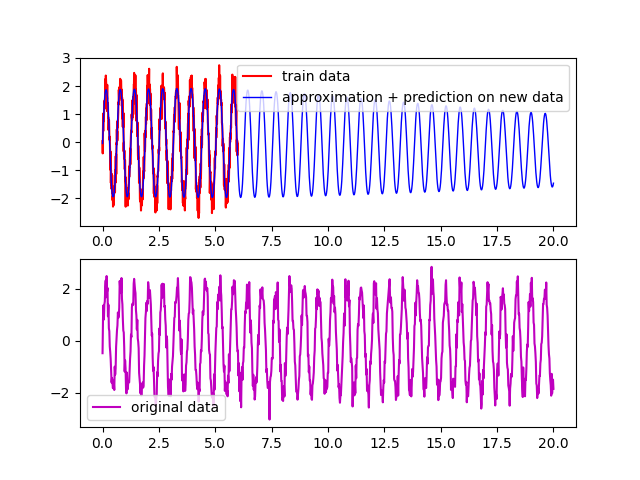 3
2
1
0
−1
−2
train data
approximation + prediction on new data
0.0 2.5 5.0 7.5 10.0 12.5 15.0 17.5 20.0
2
0
−2
original data
0.0 2.5 5.0 7.5 10.0 12.5 15.0 17.5 20.0